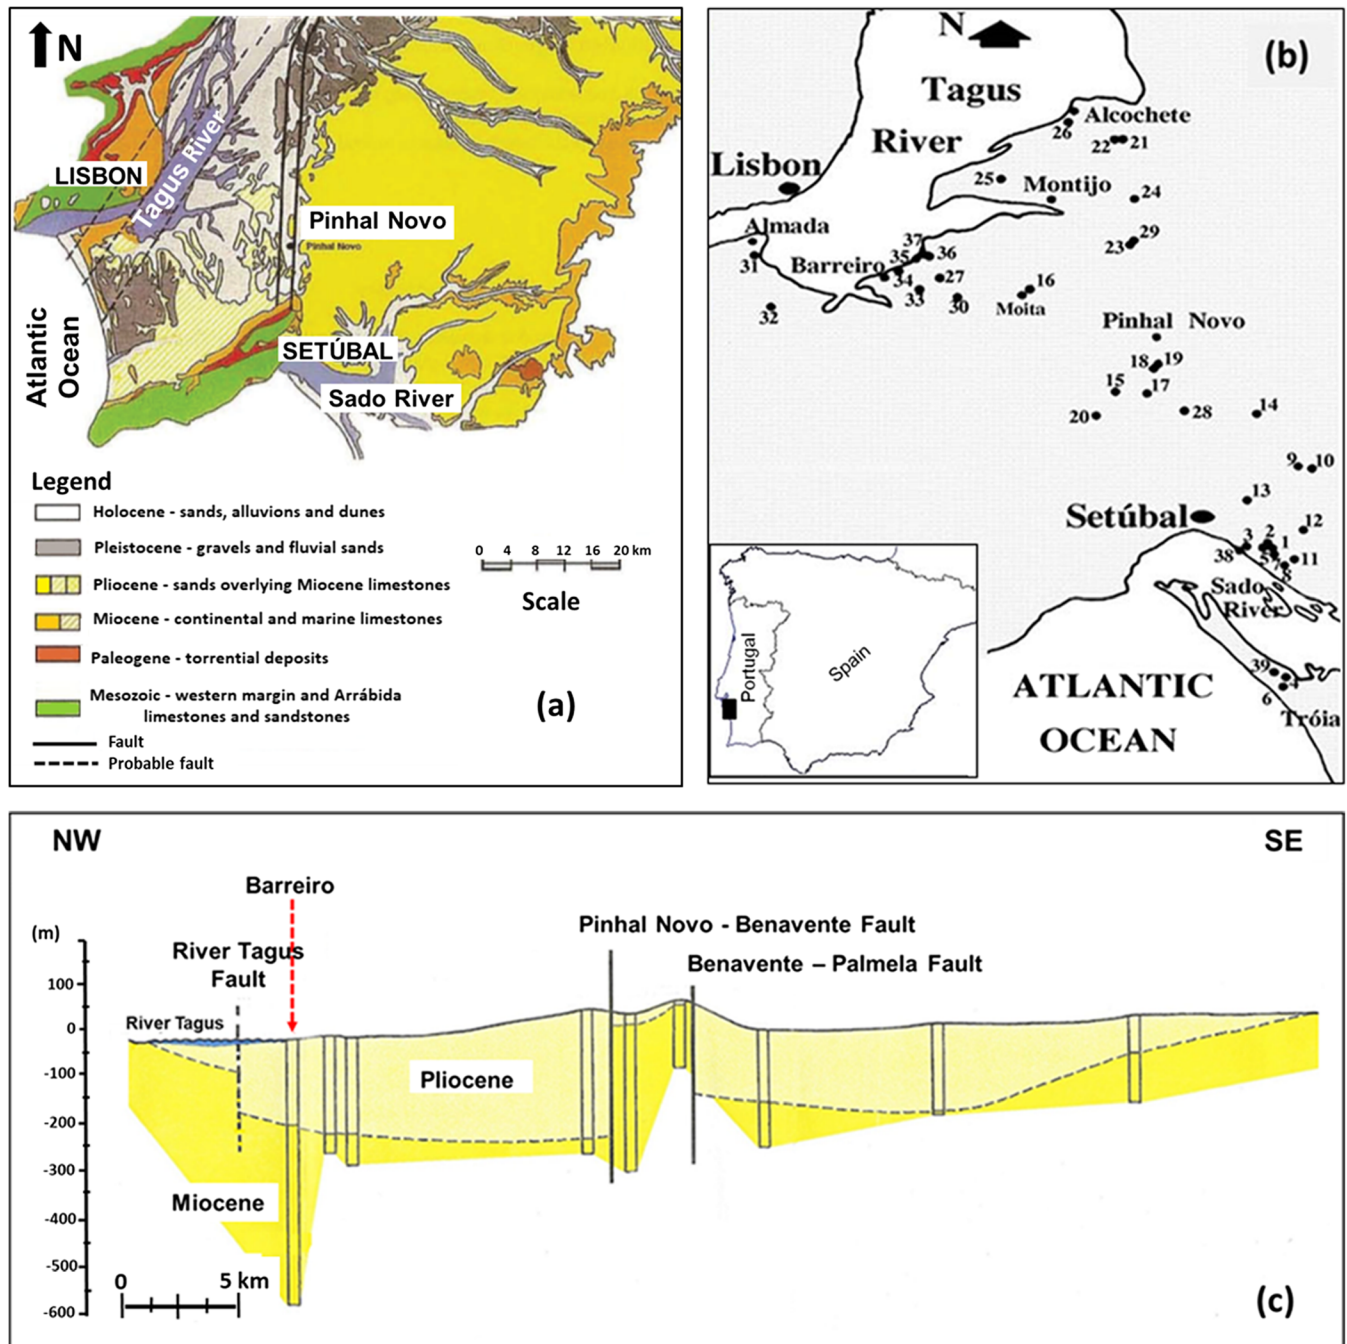 N
LISBON
Tagus River
Pinhal Novo
Pinhal Novo
Atlantic
Ocean
SETÚBAL
Sado River
Legend
Holocene - sands, alluvions and dunes
Pleistocene - gravels and fluvial sands
Pliocene - sands overlying Miocene limestones
Miocene - continental and marine limestones
Paleogene - torrential deposits
Mesozoic - western margin and Arrábida
limestones and sandstones
Fault
Probable fault
0 4 8 12 16 20 km
Scale
(a)
N
(b)
Tagus
River
Alcochete
26
22 21
Lisbon
25
Montijo
24
Almada
37
29
23
31
35
36
Barreiro
34
27
16
33
30
Moita
32
Pinhal Novo
18 19
15
17
20
28
14
9 10
13
Setúbal
12
3 2
1
38
5
7
11
8
Sado
River
39
4
6
Tróia
ATLANTIC
OCEAN
Portugal
Spain
NW
SE
Barreiro
(m)
River Tagus
Fault
Pinhal Novo - Benavente Fault
Benavente – Palmela Fault
100
River Tagus
0
-100
Pliocene
-200
-300
Miocene
-400
-500
0 5 km
-600
(c)